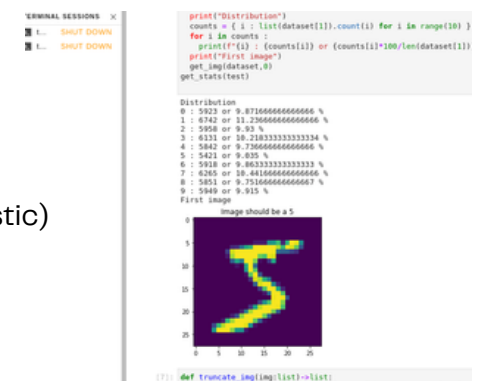 TERMINAL SESSIONS ×
t... SHUT DOWN
t... SHUT DOWN
stic)
print("Distribution")
counts = { i : list(dataset[1]).count(i) for i in range(10) }
for i in counts :
print(f"{i} : {counts[i]} or {counts[i]*100/len(dataset[1])
print("First image")
get_img(dataset,0)
get_stats(test)
Distribution
0 : 5923 or 9.871666666666666 %
1 : 6742 or 11.236666666666666 %
2 : 5958 or 9.93 %
3 : 6131 or 10.218333333333334 %
4 : 5842 or 9.736666666666666 %
5 : 5421 or 9.035 %
6 : 5918 or 9.863333333333333 %
7 : 6265 or 10.441666666666666 %
8 : 5851 or 9.751666666666667 %
9 : 5949 or 9.915 %
First image
Image should be a 5
0
5
10
15
20
25
0 5 10 15 20 25
[7]: def truncate_img(img:list)->list: